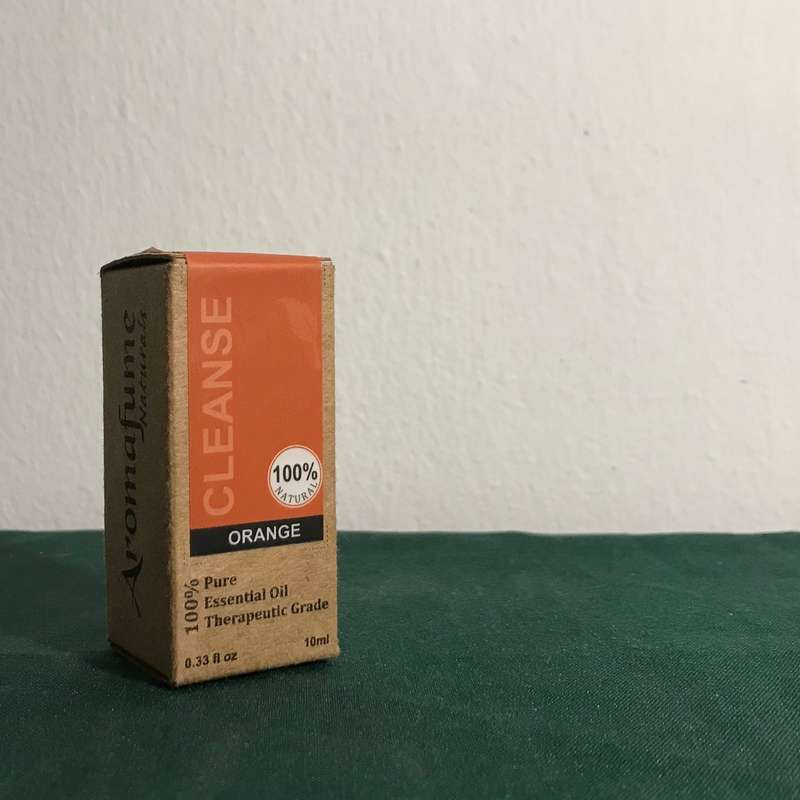 Aromafume
Naturals
CLEANSE
100%
NATURAL
ORANGE
100%
Pure
Essential Oil
Therapeutic Grade
0.33 fl oz
10ml